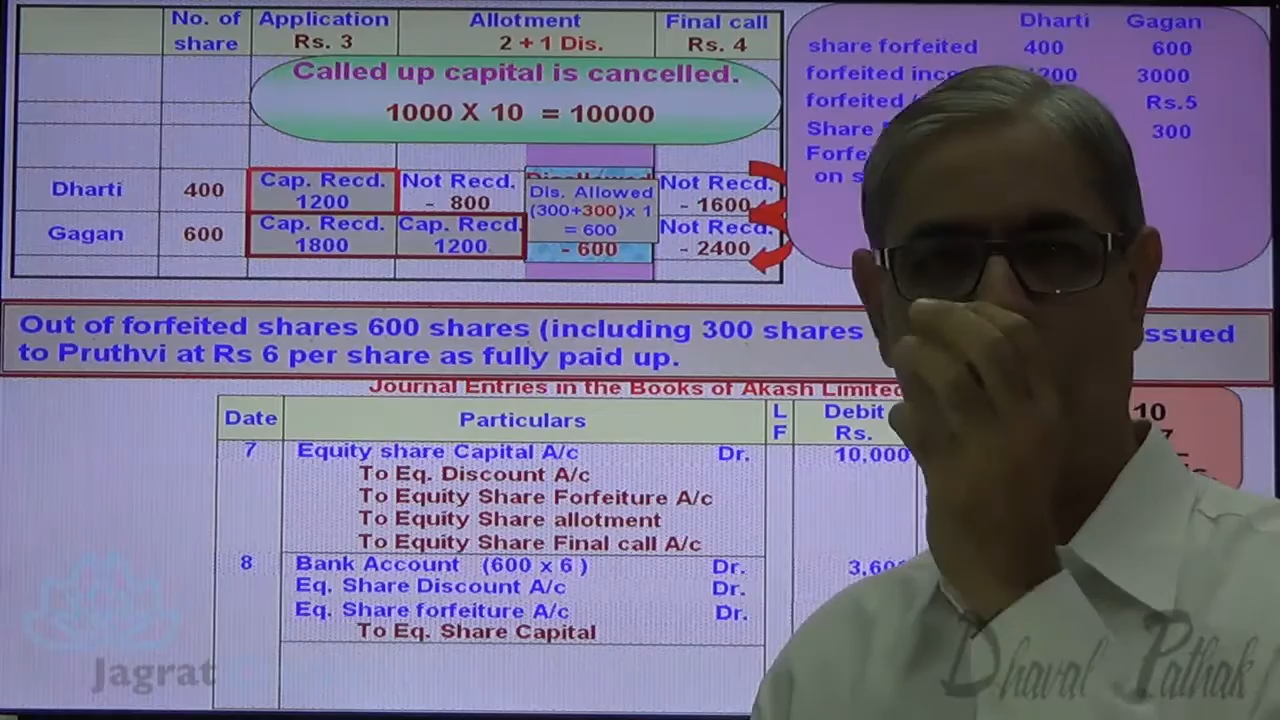 No. of
share
Application
Rs. 3
Allotment
2 + 1 Dis.
Final call
Rs. 4
Called up capital is cancelled.
1000 X 10 = 10000
Dharti
400
Cap. Recd.
1200
Not Recd.
- 800
Dis. Allowed
(300+300)x 1
= 600
Not Recd.
- 1600
Gagan
600
Cap. Recd.
1800
Cap. Recd.
1200
- 600
Not Recd.
- 2400
Dharti Gagan
share forfeited 400 600
forfeited 3000
forfeited Rs.5
Share 300
on
Out of forfeited shares 600 shares (including 300 shares
to Pruthvi at Rs 6 per share as fully paid up.
Journal Entries in the Books of Akash Limited
Date
Particulars
L
F
Debit
Rs.
10
7 Equity share Capital A/c Dr. 10,000
To Eq. Discount A/c
To Equity Share Forfeiture A/c
To Equity Share allotment
To Equity Share Final call A/c
8 Bank Account (600 x 6 ) Dr.
Eq. Share Discount A/c Dr.
Eq. Share forfeiture A/c Dr.
To Eq. Share Capital
Jagrat
Dhaval Pathak